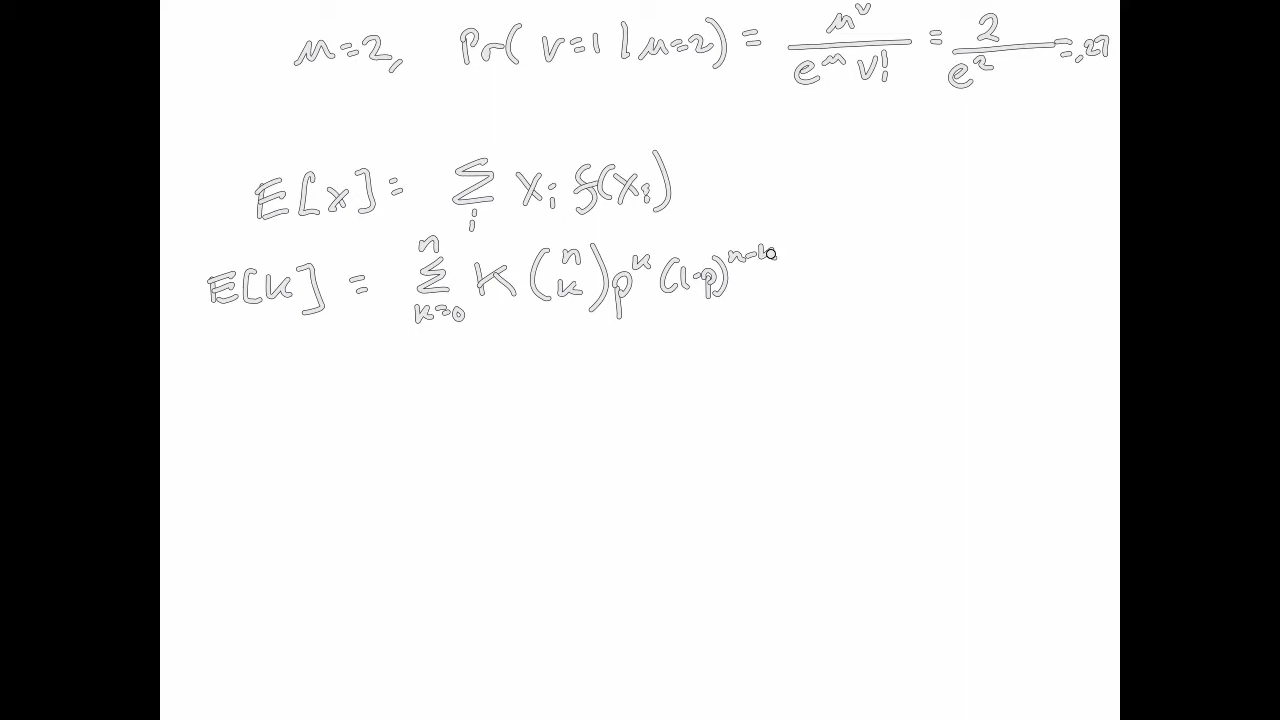 μ=2, Pr( v=1 | μ=2) = μ^v / (e^μ v!) = 2 / e^2 = .27
E[x] = Σ_i x_i f(x_i)
E[k] = Σ_{k=0}^n k (n k) p^k (1-p)^{n-k}